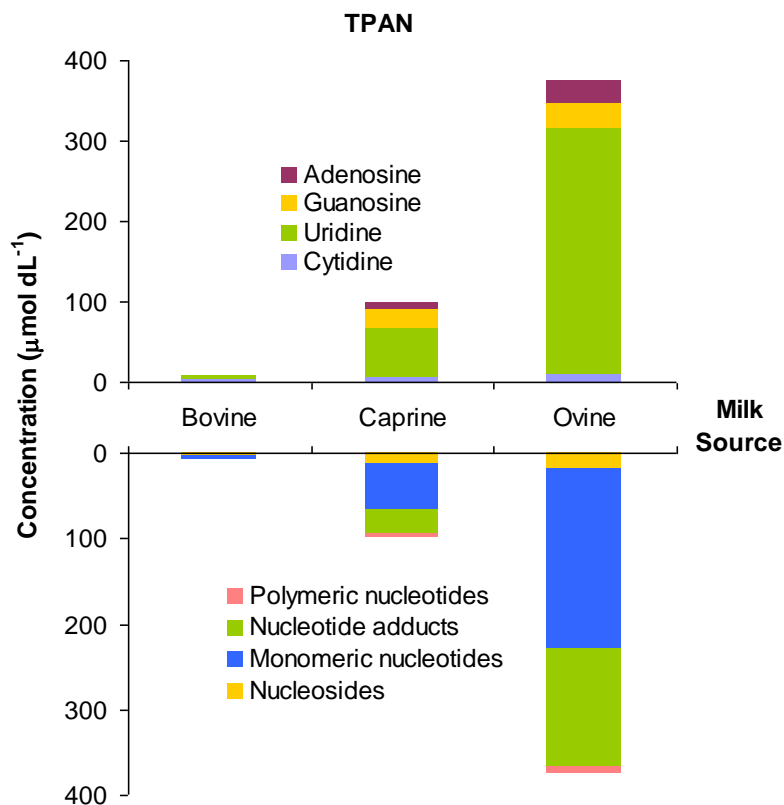 TPAN
400
300
200
100
0
Adenosine
Guanosine
Uridine
Cytidine
Concentration (μmol dL⁻¹)
Bovine
Caprine
Ovine
Milk
Source
0
100
200
300
400
Polymeric nucleotides
Nucleotide adducts
Monomeric nucleotides
Nucleosides